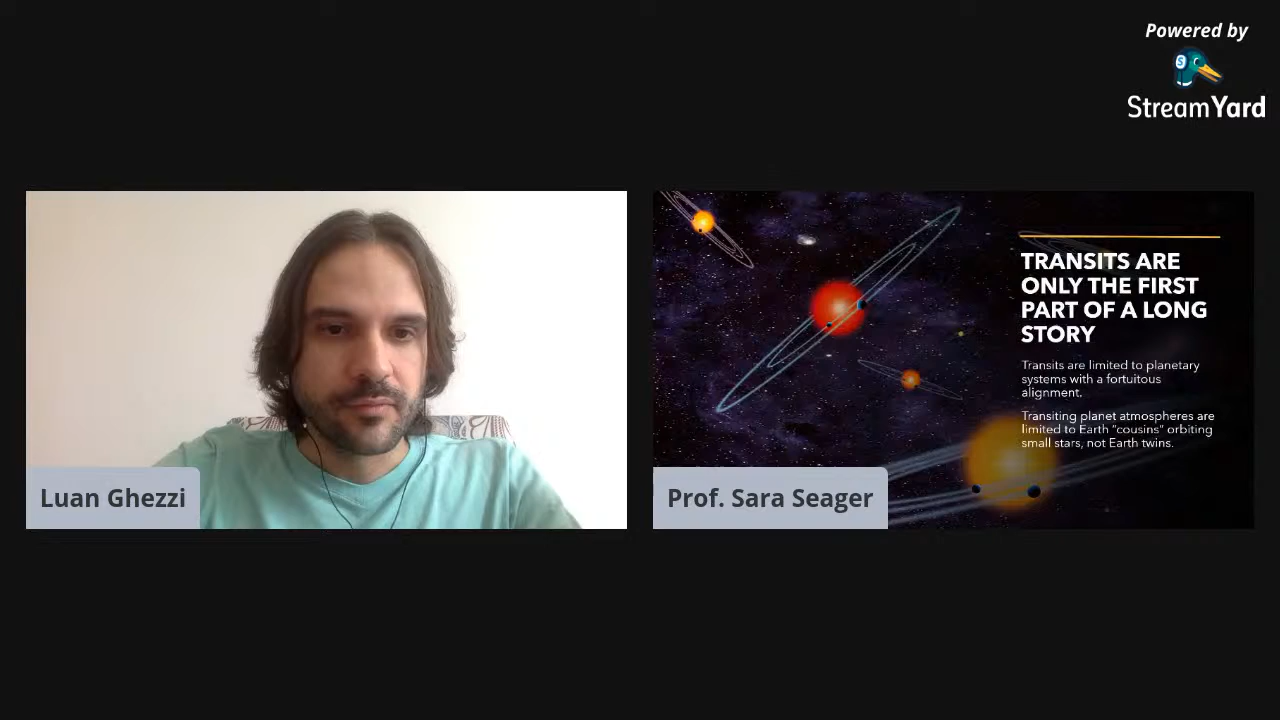 Powered by
StreamYard
TRANSITS ARE
ONLY THE FIRST
PART OF A LONG
STORY
Transits are limited to planetary
systems with a fortuitous
alignment.
Transiting planet atmospheres are
limited to Earth "cousins" orbiting
small stars, not Earth twins.
Luan Ghezzi
Prof. Sara Seager